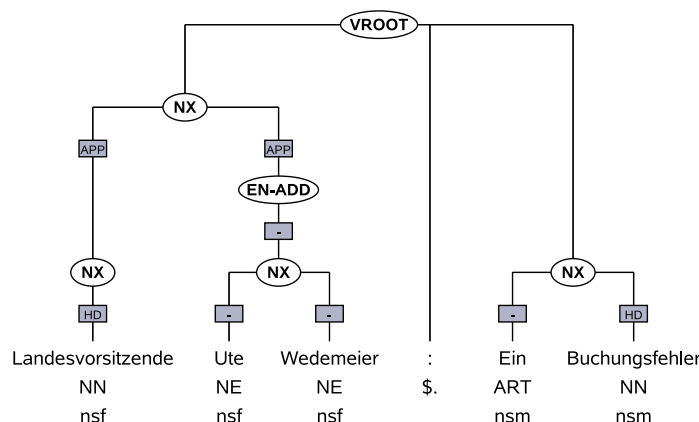 VROOT
NX
APP APP
EN-ADD
-
NX NX NX
HD - - - HD
Landesvorsitzende Ute Wedemeier : Ein Buchungsfehler
NN NE NE $. ART NN
nsf nsf nsf nsm nsm